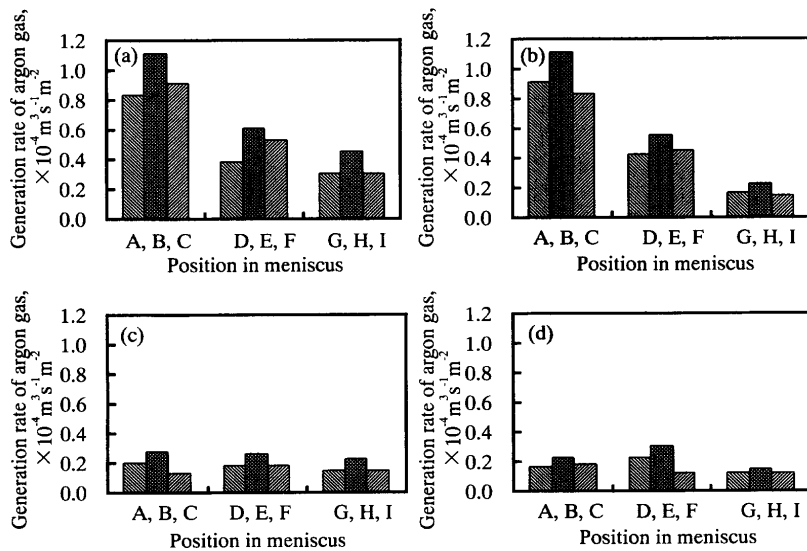 Generation rate of argon gas,
×10⁻⁴ m³ s⁻¹ m⁻²
(a)
1.2
1.0
0.8
0.6
0.4
0.2
0.0
A, B, C D, E, F G, H, I
Position in meniscus
Generation rate of argon gas,
×10⁻⁴ m³ s⁻¹ m⁻²
(b)
1.2
1.0
0.8
0.6
0.4
0.2
0.0
A, B, C D, E, F G, H, I
Position in meniscus
Generation rate of argon gas,
×10⁻⁴ m³ s⁻¹ m⁻²
(c)
1.2
1.0
0.8
0.6
0.4
0.2
0.0
A, B, C D, E, F G, H, I
Position in meniscus
Generation rate of argon gas,
×10⁻⁴ m³ s⁻¹ m⁻²
(d)
1.2
1.0
0.8
0.6
0.4
0.2
0.0
A, B, C D, E, F G, H, I
Position in meniscus